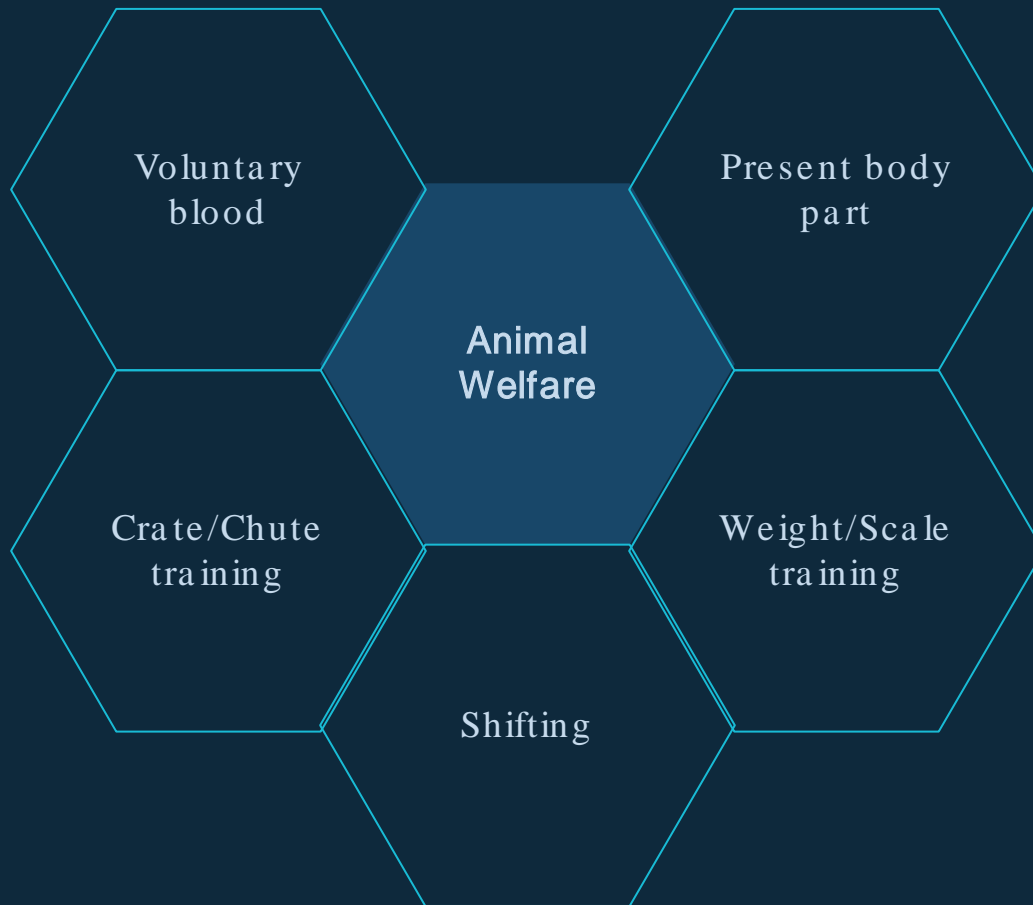 Voluntary
blood
Present body
part
Animal
Welfare
Crate/Chute
training
Weight/Scale
training
Shifting